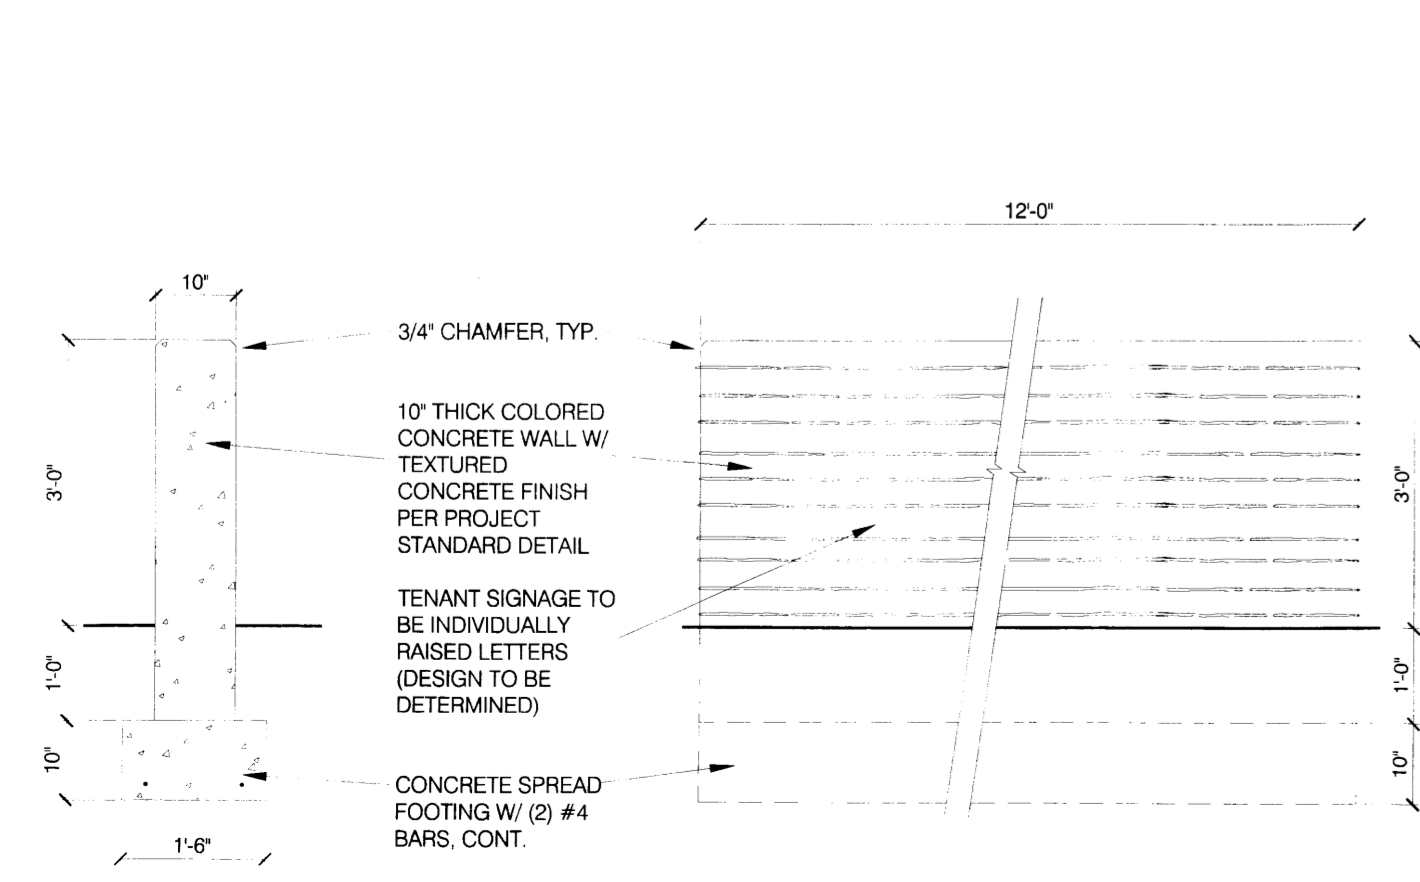 12'-0"
10"
3/4" CHAMFER, TYP.
10" THICK COLORED
CONCRETE WALL W/
TEXTURED
CONCRETE FINISH
PER PROJECT
STANDARD DETAIL
3'-0"
3'-0"
TENANT SIGNAGE TO
BE INDIVIDUALLY
RAISED LETTERS
(DESIGN TO BE
DETERMINED)
1'-0"
1'-0"
10"
10"
CONCRETE SPREAD
FOOTING W/ (2) #4
BARS, CONT.
1'-6"